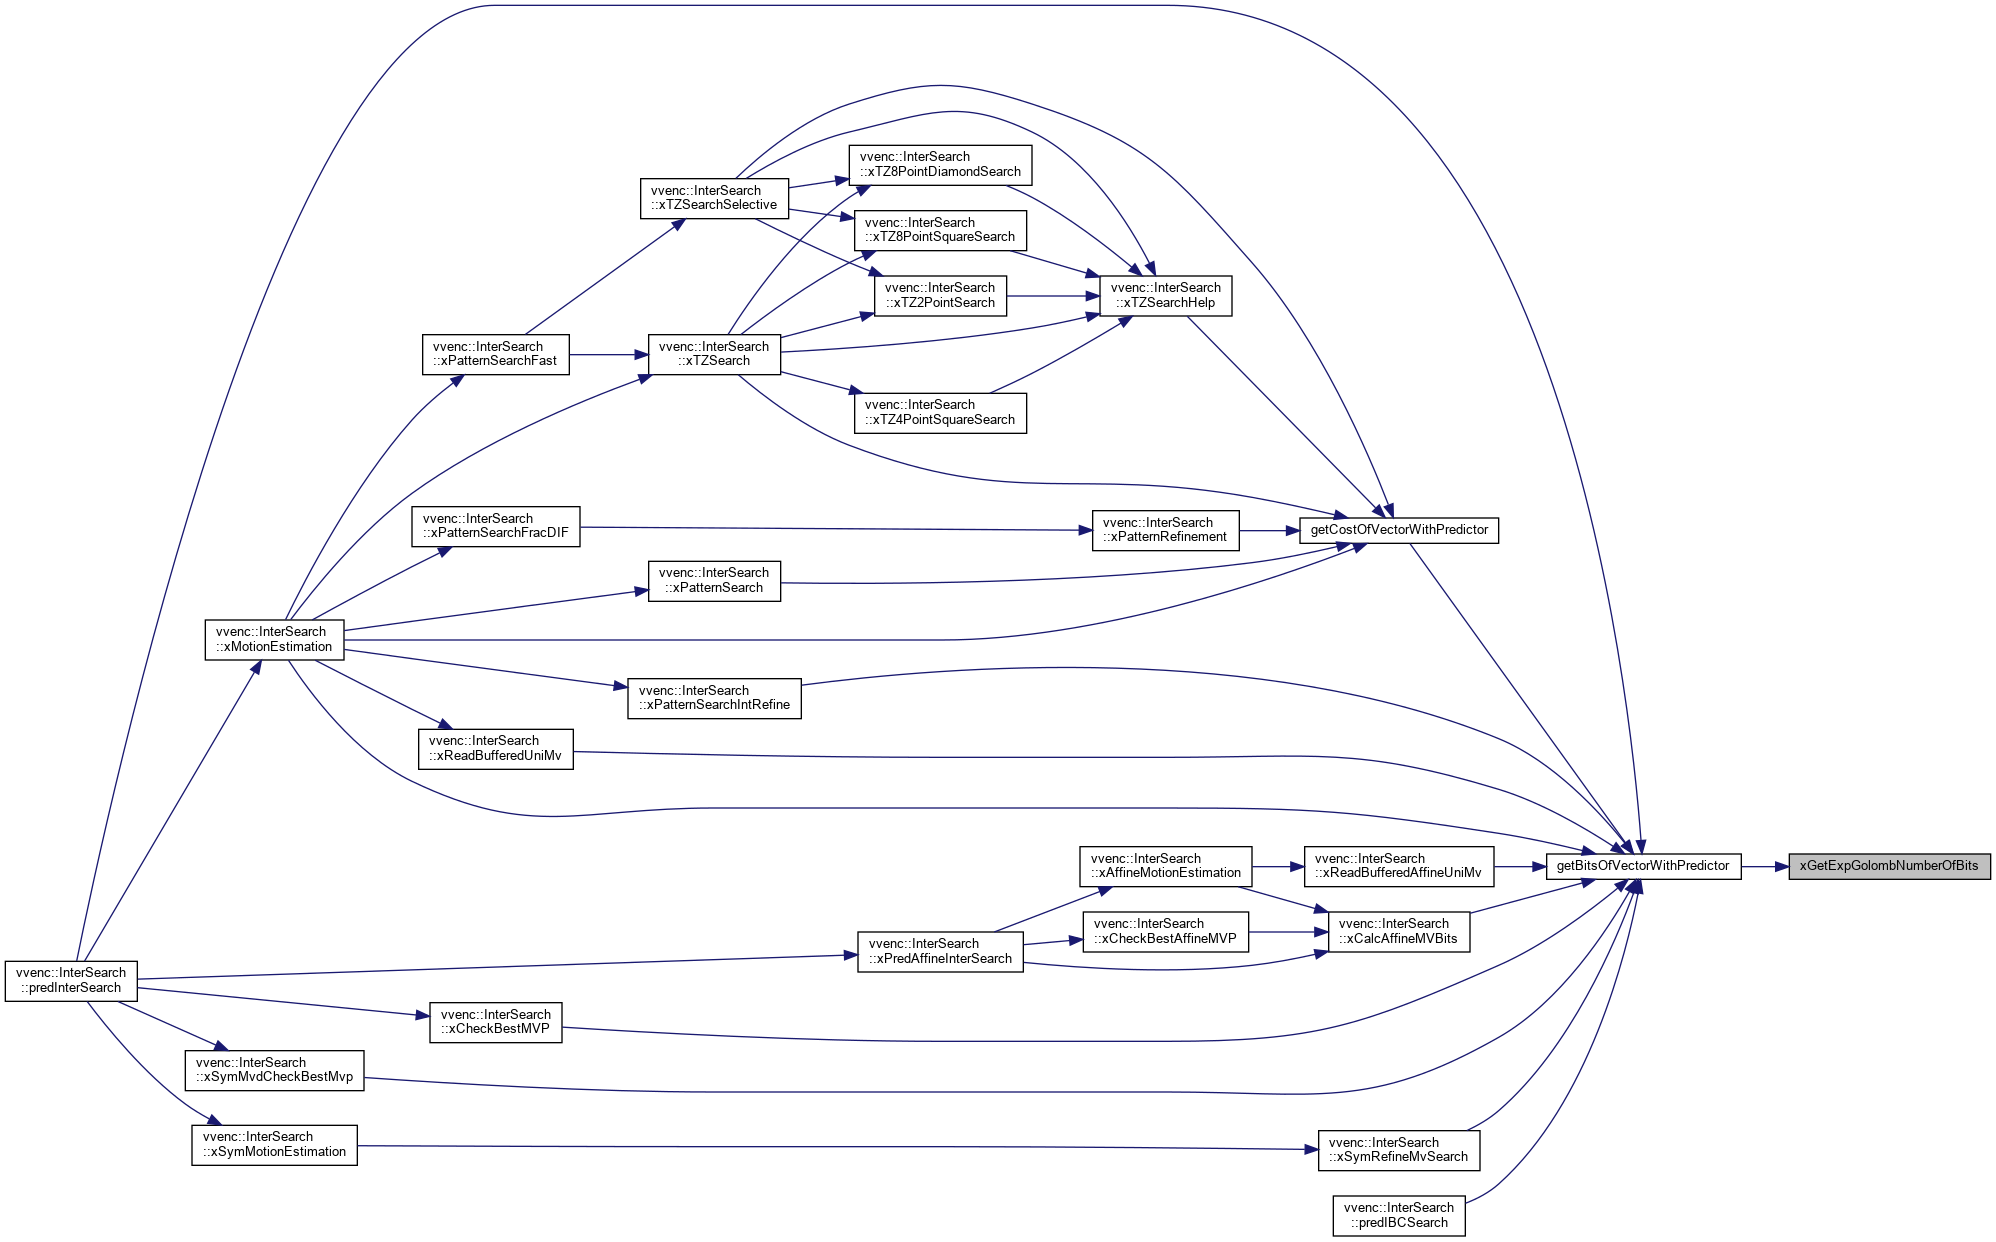 vvenc::InterSearch
::xTZ8PointDiamondSearch
vvenc::InterSearch
::xTZSearchSelective
vvenc::InterSearch
::xTZ8PointSquareSearch
vvenc::InterSearch
::xTZ2PointSearch
vvenc::InterSearch
::xTZSearchHelp
vvenc::InterSearch
::xPatternSearchFast
vvenc::InterSearch
::xTZSearch
vvenc::InterSearch
::xTZ4PointSquareSearch
vvenc::InterSearch
::xPatternSearchFracDIF
vvenc::InterSearch
::xPatternRefinement
getCostOfVectorWithPredictor
vvenc::InterSearch
::xPatternSearch
vvenc::InterSearch
::xMotionEstimation
vvenc::InterSearch
::xPatternSearchIntRefine
vvenc::InterSearch
::xReadBufferedUniMv
vvenc::InterSearch
::xAffineMotionEstimation
vvenc::InterSearch
::xReadBufferedAffineUniMv
getBitsOfVectorWithPredictor
xGetExpGolombNumberOfBits
vvenc::InterSearch
::xCheckBestAffineMVP
vvenc::InterSearch
::xCalcAffineMVBits
vvenc::InterSearch
::xPredAffineInterSearch
vvenc::InterSearch
::predInterSearch
vvenc::InterSearch
::xCheckBestMVP
vvenc::InterSearch
::xSymMvdCheckBestMvp
vvenc::InterSearch
::xSymMotionEstimation
vvenc::InterSearch
::xSymRefineMvSearch
vvenc::InterSearch
::predIBCSearch